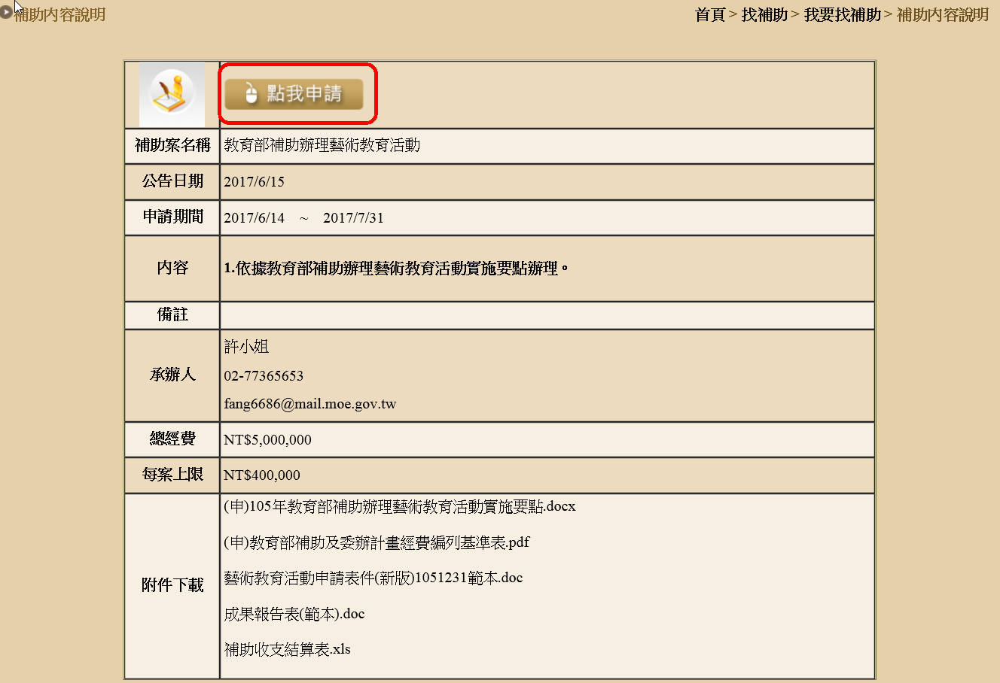 補助內容說明
首頁 > 找補助 > 我要找補助 > 補助內容說明
點我申請
補助案名稱 教育部補助辦理藝術教育活動
公告日期 2017/6/15
申請期間 2017/6/14 ~ 2017/7/31
內容 1.依據教育部補助辦理藝術教育活動實施要點辦理。
備註
許小姐
承辦人 02-77365653
fang6686@mail.moe.gov.tw
總經費 NT$5,000,000
每案上限 NT$400,000
(申)105年教育部補助辦理藝術教育活動實施要點.docx
(申)教育部補助及委辦計畫經費編列基準表.pdf
附件下載 藝術教育活動申請表件(新版)1051231範本.doc
成果報告表(範本).doc
補助收支結算表.xls